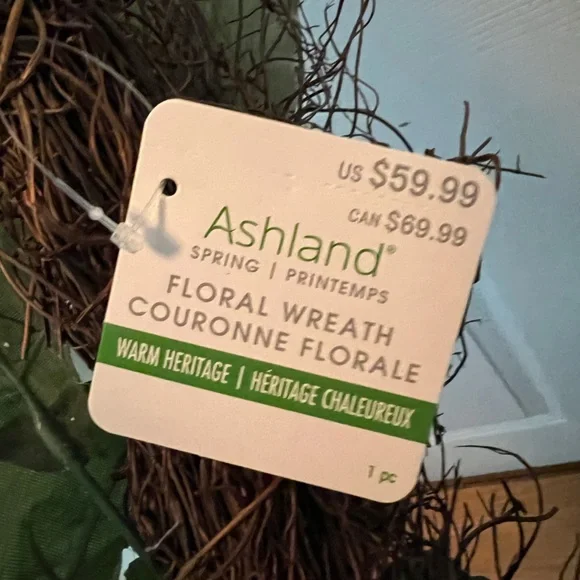 US $59.99
CAN $69.99
Ashland®
SPRING | PRINTEMPS
FLORAL WREATH
COURONNE FLORALE
WARM HERITAGE | HÉRITAGE CHALEUREUX
1 pc